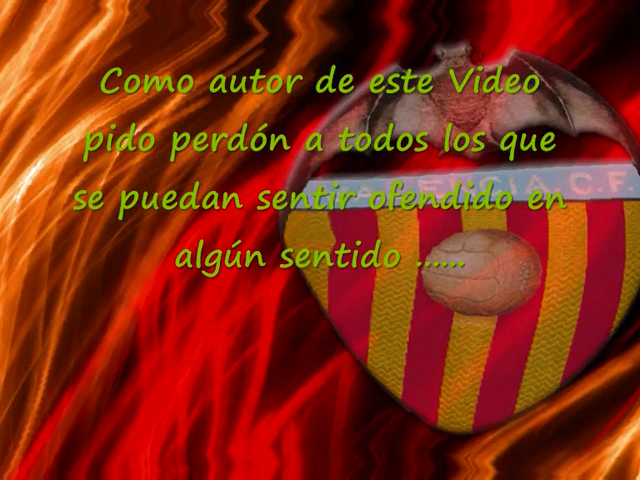 Como autor de este Video
pido perdón a todos los que
se puedan sentir ofendido en
algún sentido ......
C.F.